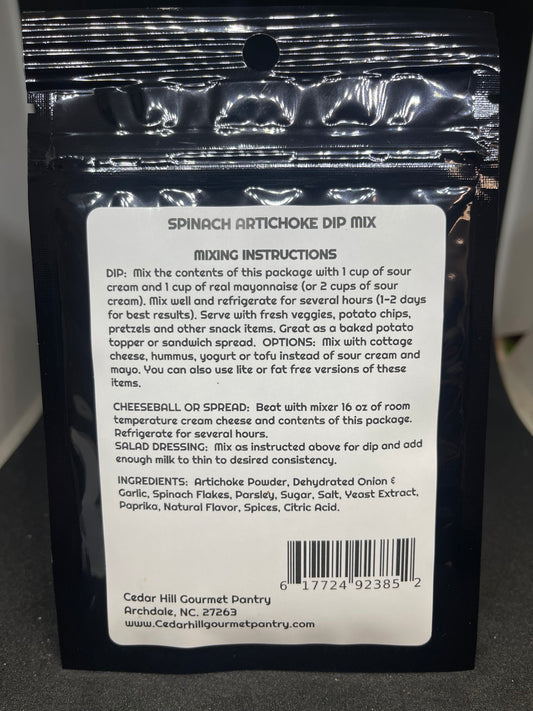 SPINACH ARTICHOKE DIP MIX
MIXING INSTRUCTIONS
DIP: Mix the contents of this package with 1 cup of sour
cream and 1 cup of real mayonnaise (or 2 cups of sour
cream). Mix well and refrigerate for several hours (1-2 days
for best results). Serve with fresh veggies, potato chips,
pretzels and other snack items. Great as a baked potato
topper or sandwich spread. OPTIONS: Mix with cottage
cheese, hummus, yogurt or tofu instead of sour cream and
mayo. You can also use lite or fat free versions of these
items.
CHEESEBALL OR SPREAD: Beat with mixer 16 oz of room
temperature cream cheese and contents of this package.
Refrigerate for several hours.
SALAD DRESSING: Mix as instructed above for dip and add
enough milk to thin to desired consistency.
INGREDIENTS: Artichoke Powder, Dehydrated Onion &
Garlic, Spinach Flakes, Parsley, Sugar, Salt, Yeast Extract,
Paprika, Natural Flavor, Spices, Citric Acid.
6 17724 92385 2
Cedar Hill Gourmet Pantry
Archdale, NC. 27263
www.Cedarhillgourmetpantry.com